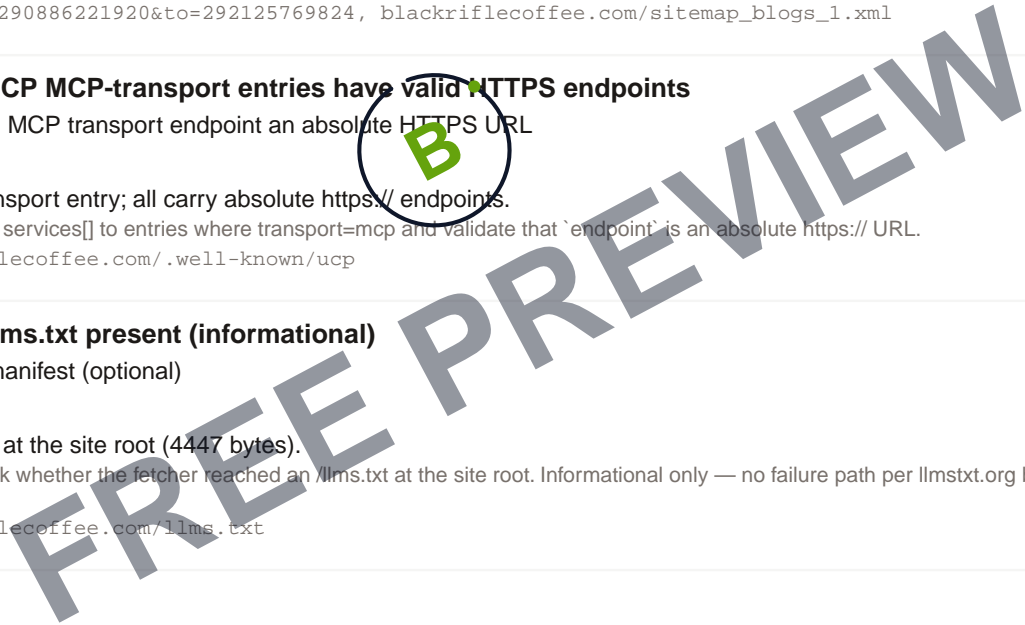 290886221920&to=292125769824, blackriflecoffee.com/sitemap_blogs_1.xml
CP MCP-transport entries have valid HTTPS endpoints
MCP transport endpoint an absolute HTTPS URL
B
nsport entry; all carry absolute https:// endpoints.
services[] to entries where transport=mcp and validate that `endpoint` is an absolute https:// URL.
lecoffee.com/.well-known/ucp
ms.txt present (informational)
nanifest (optional)
at the site root (4447 bytes).
k whether the fetcher reached an /llms.txt at the site root. Informational only — no failure path per llmstxt.org
lecoffee.com/llms.txt
FREE PREVIEW